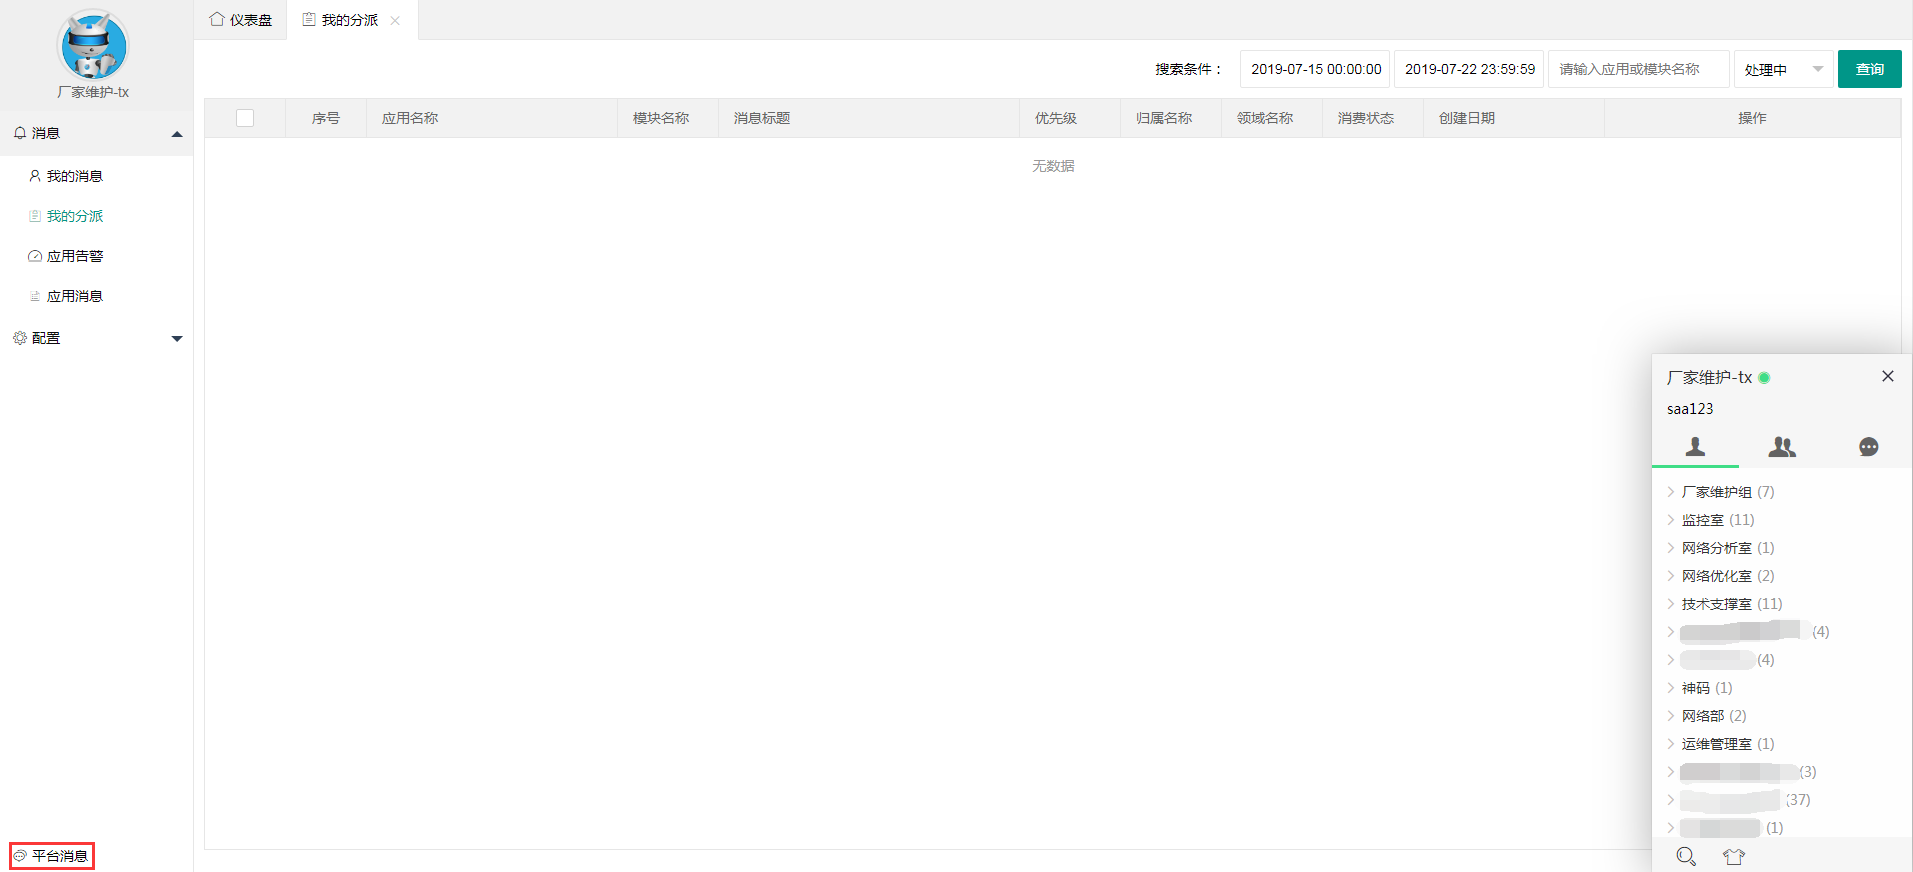 厂家维护-tx
消息
我的消息
我的分派
应用告警
应用消息
配置
平台消息
仪表盘 我的分派
搜索条件： 2019-07-15 00:00:00 2019-07-22 23:59:59 请输入应用或模块名称 处理中 查询
序号 应用名称 模块名称 消息标题 优先级 归属名称 领域名称 消费状态 创建日期 操作
无数据
厂家维护-tx
saa123
厂家维护组 (7)
监控室 (11)
网络分析室 (1)
网络优化室 (2)
技术支撑室 (11)
(4)
(4)
神码 (1)
网络部 (2)
运维管理室 (1)
(3)
(37)
(1)